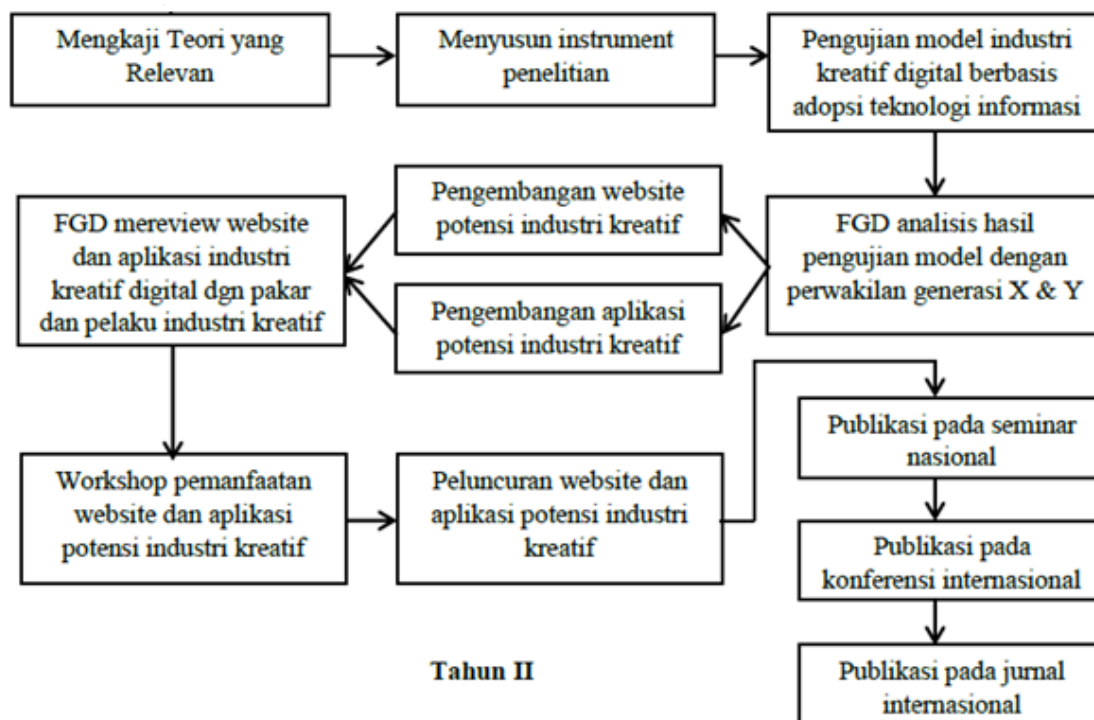 Mengkaji Teori yang
Relevan
Menyusun instrument
penelitian
Pengujian model industri
kreatif digital berbasis
adopsi teknologi informasi
FGD analisis hasil
pengujian model dengan
perwakilan generasi X & Y
Pengembangan website
potensi industri kreatif
Pengembangan aplikasi
potensi industri kreatif
FGD mereview website
dan aplikasi industri
kreatif digital dgn pakar
dan pelaku industri kreatif
Workshop pemanfaatan
website dan aplikasi
potensi industri kreatif
Peluncuran website dan
aplikasi potensi industri
kreatif
Publikasi pada seminar
nasional
Publikasi pada
konferensi internasional
Publikasi pada jurnal
internasional
Tahun II